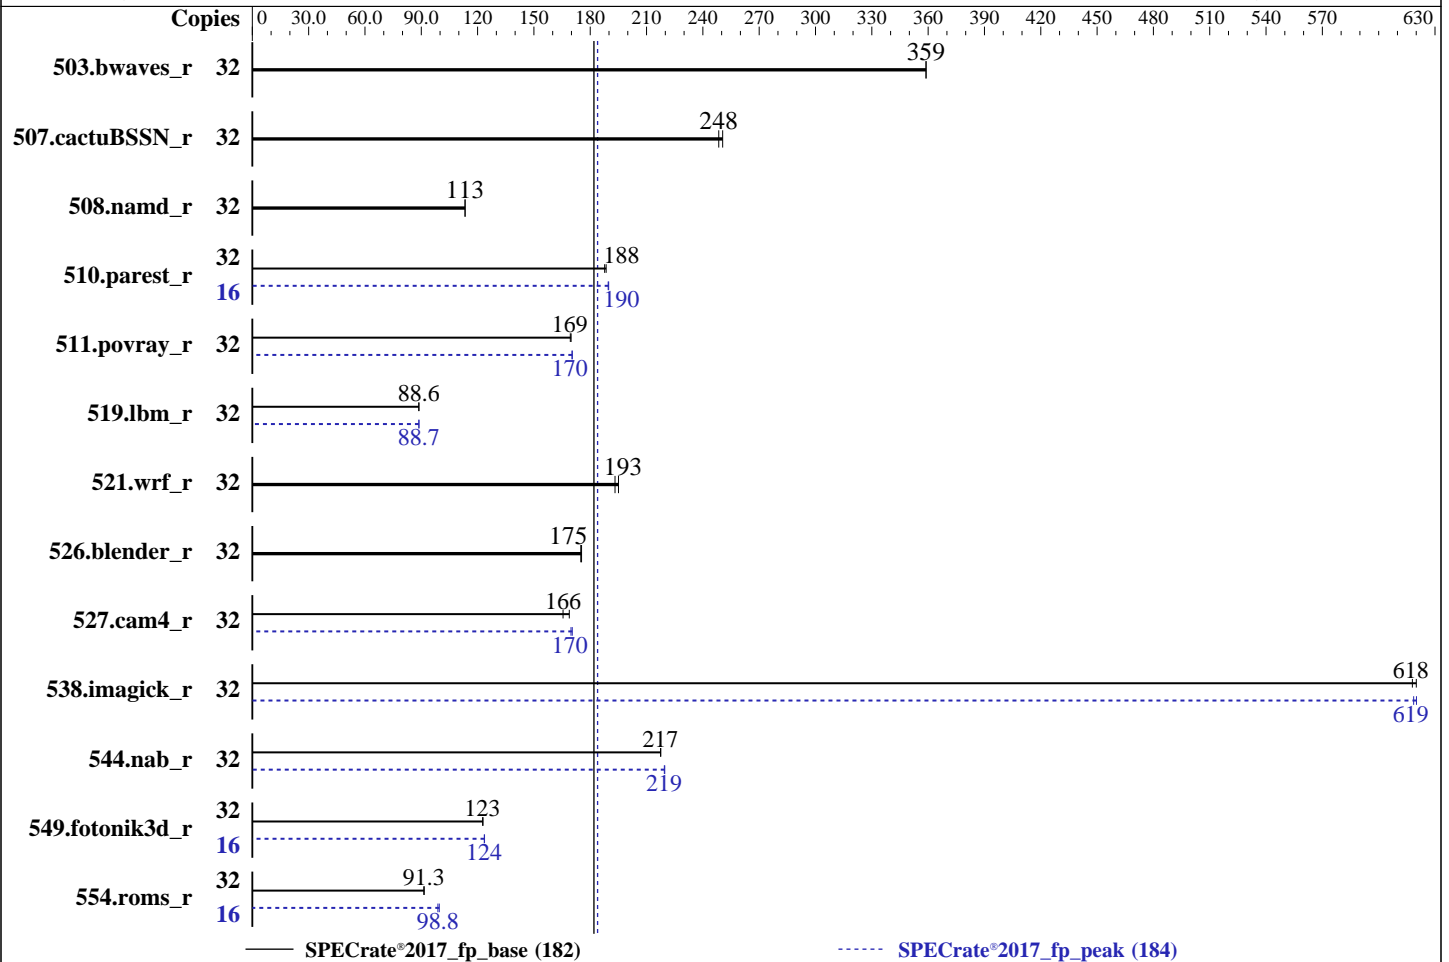 Copies 0 30.0 60.0 90.0 120 150 180 210 240 270 300 330 360 390 420 450 480 510 540 570 630
503.bwaves_r 32 359
507.cactuBSSN_r 32 248
508.namd_r 32 113
510.parest_r 32 188
16 190
511.povray_r 32 169
170
519.lbm_r 32 88.6
88.7
521.wrf_r 32 193
526.blender_r 32 175
527.cam4_r 32 166
170
538.imagick_r 32 618
619
544.nab_r 32 217
219
549.fotonik3d_r 32 123
16 124
554.roms_r 32 91.3
16 98.8
SPECrate®2017_fp_base (182) SPECrate®2017_fp_peak (184)